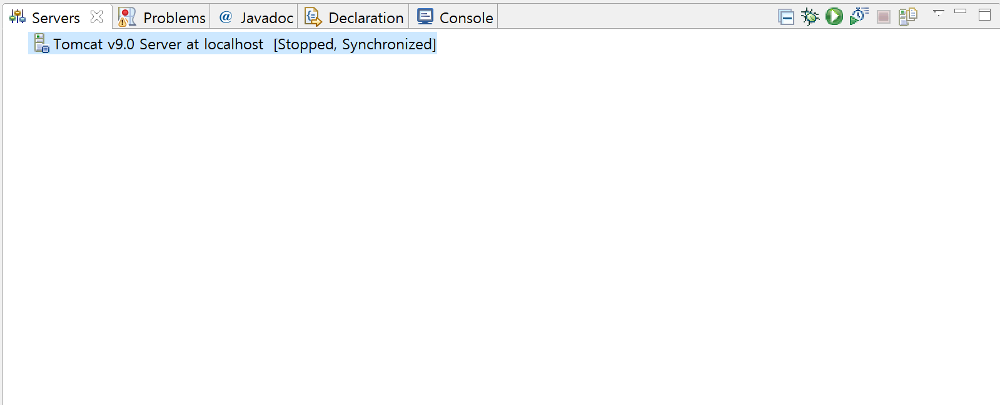 Servers Problems @ Javadoc Declaration Console
Tomcat v9.0 Server at localhost [Stopped, Synchronized]